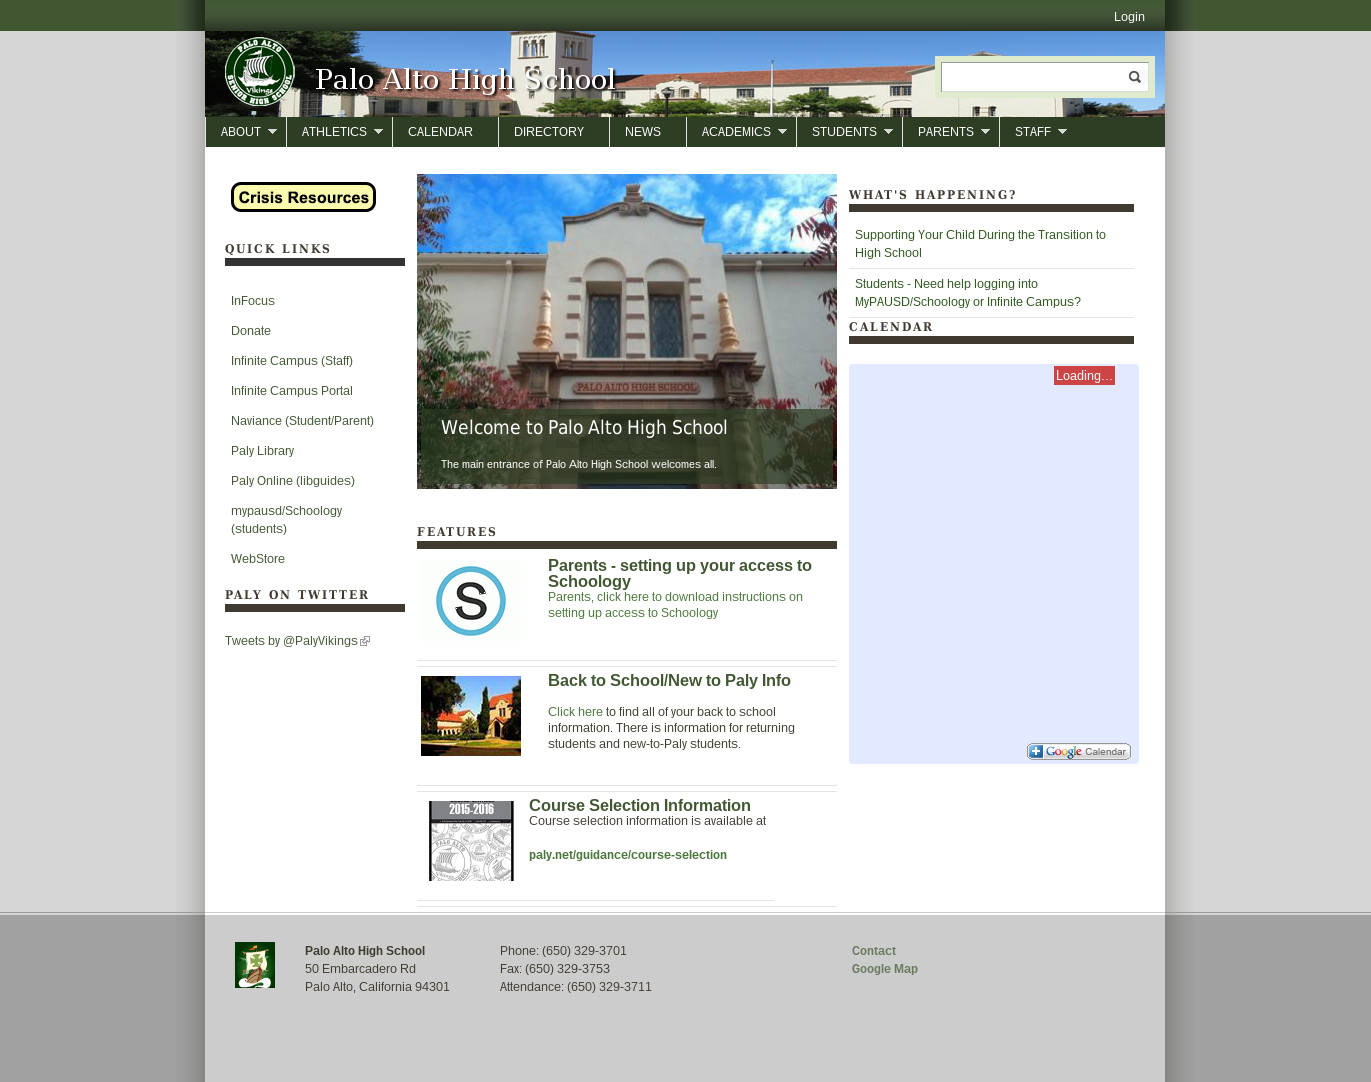 Login
PALO ALTO
SENIOR HIGH SCHOOL
Vikings
Palo Alto High School
ABOUT
ATHLETICS
CALENDAR
DIRECTORY
NEWS
ACADEMICS
STUDENTS
PARENTS
STAFF
Crisis Resources
QUICK LINKS
InFocus
Donate
Infinite Campus (Staff)
Infinite Campus Portal
Naviance (Student/Parent)
Paly Library
Paly Online (libguides)
mypausd/Schoology
(students)
WebStore
PALY ON TWITTER
Tweets by @PalyVikings
PALO ALTO HIGH SCHOOL
Welcome to Palo Alto High School
The main entrance of Palo Alto High School welcomes all.
FEATURES
S
Parents - setting up your access to
Schoology
Parents, click here to download instructions on
setting up access to Schoology
Back to School/New to Paly Info
Click here to find all of your back to school
information. There is information for returning
students and new-to-Paly students.
2015-2016
Course Selection Information
Course selection information is available at
paly.net/guidance/course-selection
WHAT'S HAPPENING?
Supporting Your Child During the Transition to
High School
Students - Need help logging into
MyPAUSD/Schoology or Infinite Campus?
CALENDAR
Loading...
Google Calendar
Palo Alto High School
50 Embarcadero Rd
Palo Alto, California 94301
Phone: (650) 329-3701
Fax: (650) 329-3753
Attendance: (650) 329-3711
Contact
Google Map